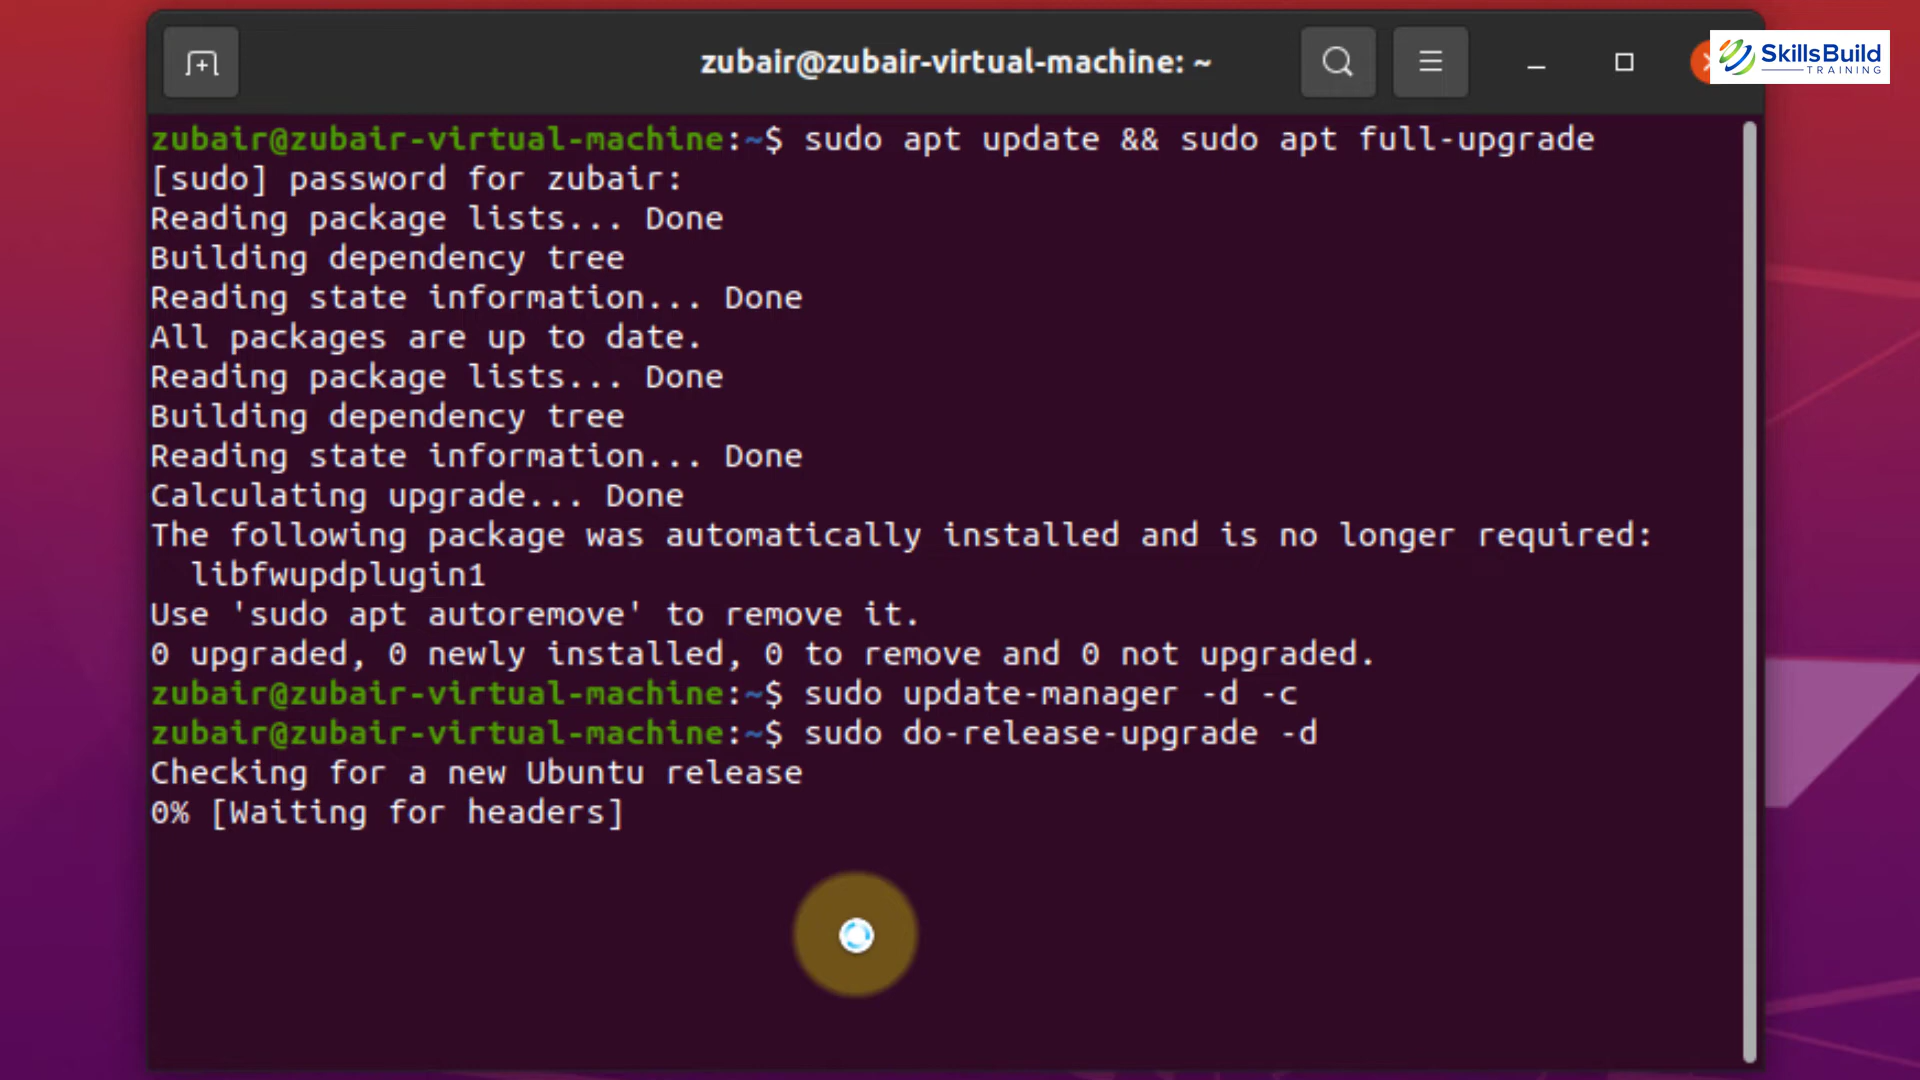 zubair@zubair-virtual-machine: ~
SkillsBuild
TRAINING
zubair@zubair-virtual-machine:~$ sudo apt update && sudo apt full-upgrade
[sudo] password for zubair:
Reading package lists... Done
Building dependency tree
Reading state information... Done
All packages are up to date.
Reading package lists... Done
Building dependency tree
Reading state information... Done
Calculating upgrade... Done
The following package was automatically installed and is no longer required:
  libfwupdplugin1
Use 'sudo apt autoremove' to remove it.
0 upgraded, 0 newly installed, 0 to remove and 0 not upgraded.
zubair@zubair-virtual-machine:~$ sudo update-manager -d -c
zubair@zubair-virtual-machine:~$ sudo do-release-upgrade -d
Checking for a new Ubuntu release
0% [Waiting for headers]